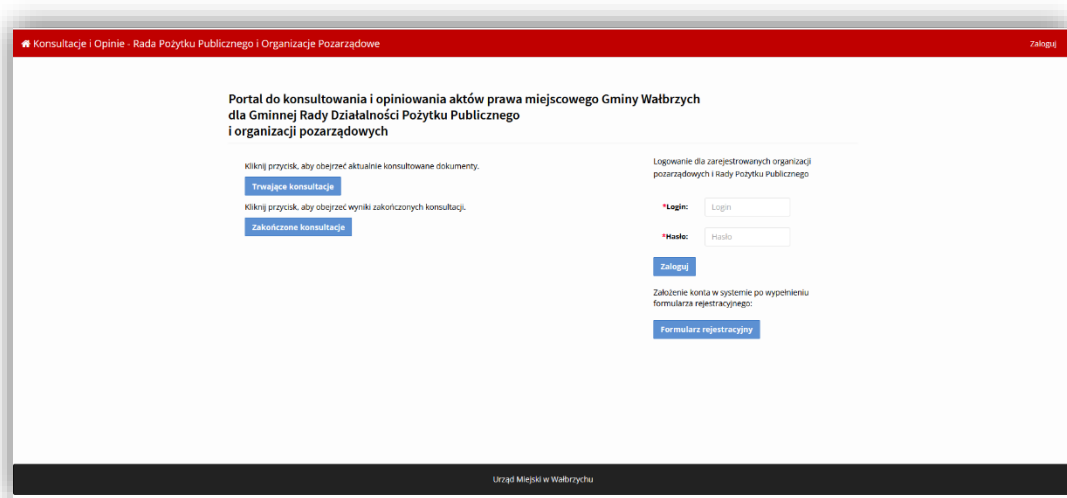 Konsultacje i Opinie - Rada Pożytku Publicznego i Organizacje Pozarządowe
Zaloguj
Portal do konsultowania i opiniowania aktów prawa miejscowego Gminy Wałbrzych
dla Gminnej Rady Działalności Pożytku Publicznego
i organizacji pozarządowych
Kliknij przycisk, aby obejrzeć aktualnie konsultowane dokumenty.
Trwające konsultacje
Kliknij przycisk, aby obejrzeć wyniki zakończonych konsultacji.
Zakończone konsultacje
Logowanie dla zarejestrowanych organizacji
pozarządowych i Rady Pożytku Publicznego
*Login: Login
*Hasło: Hasło
Zaloguj
Założenie konta w systemie po wypełnieniu
formularza rejestracyjnego:
Formularz rejestracyjny
Urząd Miejski w Wałbrzychu